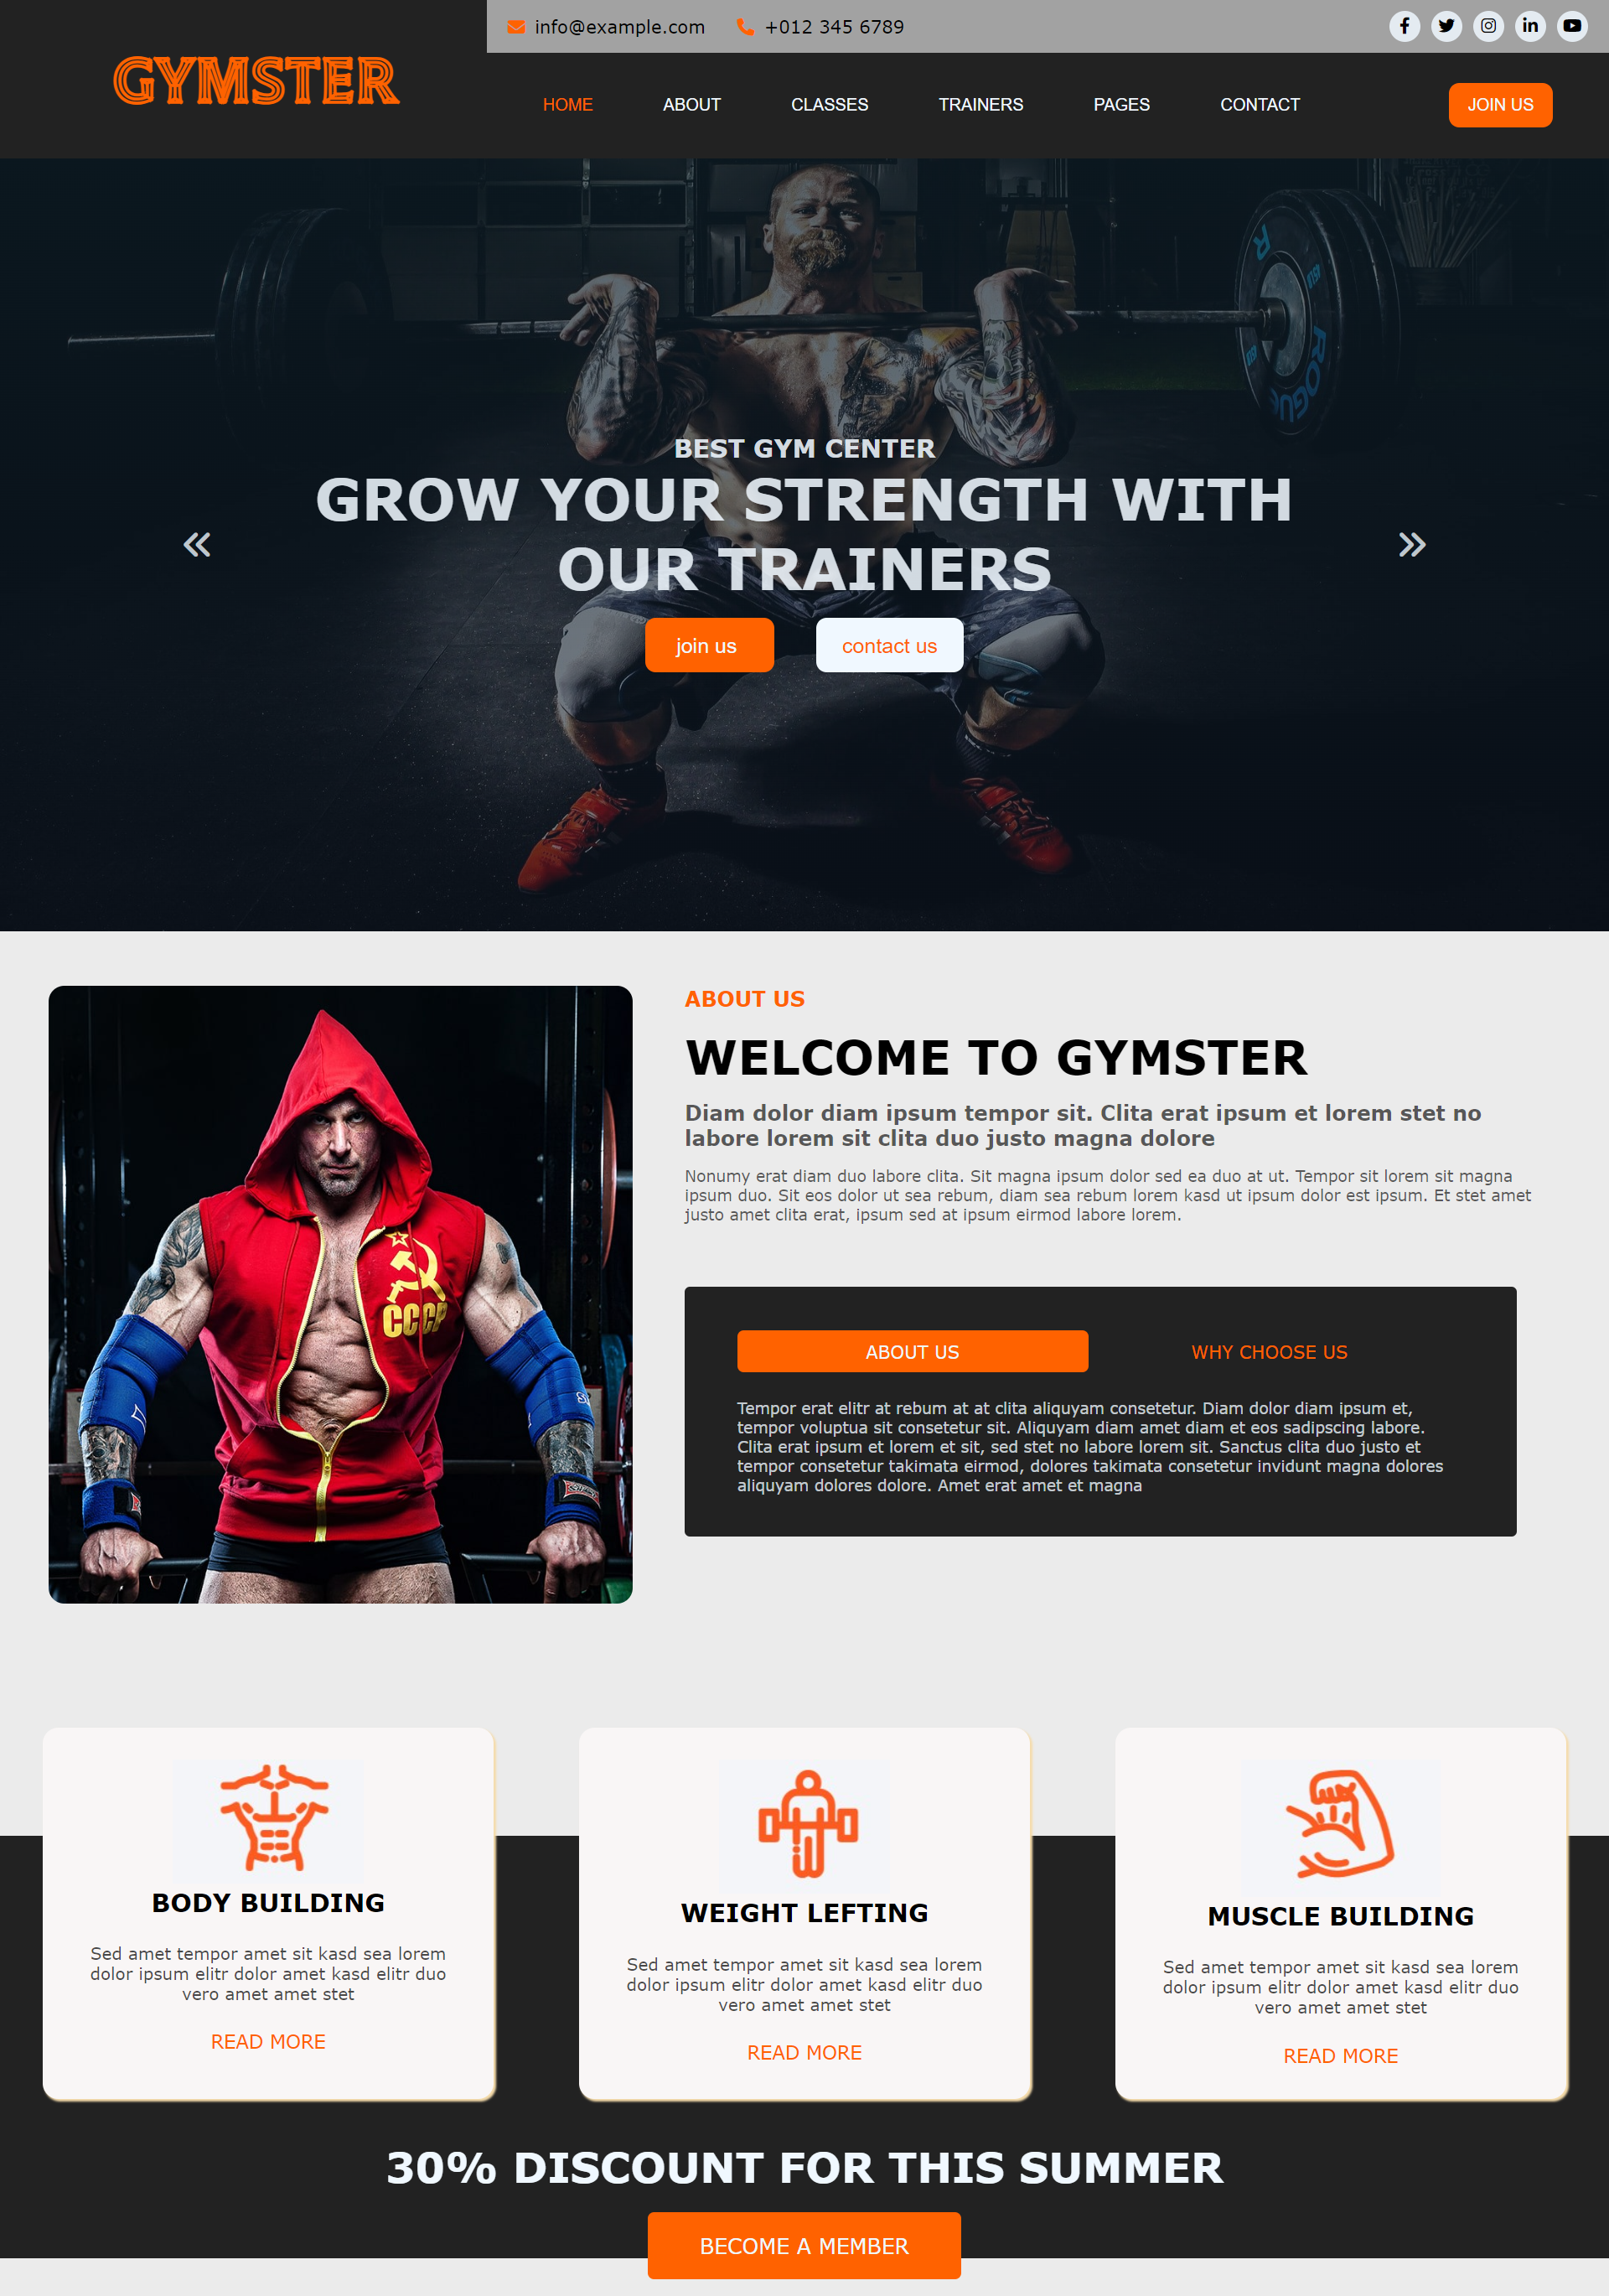 info@example.com +012 345 6789
GYMSTER
HOME ABOUT CLASSES TRAINERS PAGES CONTACT JOIN US
R
ROGUE
BEST GYM CENTER
GROW YOUR STRENGTH WITH
OUR TRAINERS
join us contact us
ABOUT US
WELCOME TO GYMSTER
Diam dolor diam ipsum tempor sit. Clita erat ipsum et lorem stet no
labore lorem sit clita duo justo magna dolore
Nonumy erat diam duo labore clita. Sit magna ipsum dolor sed ea duo at ut. Tempor sit lorem sit magna
ipsum duo. Sit eos dolor ut sea rebum, diam sea rebum lorem kasd ut ipsum dolor est ipsum. Et stet amet
justo amet clita erat, ipsum sed at ipsum eirmod labore lorem.
CCCP
ABOUT US WHY CHOOSE US
Tempor erat elitr at rebum at at clita aliquyam consetetur. Diam dolor diam ipsum et,
tempor voluptua sit consetetur sit. Aliquyam diam amet diam et eos sadipscing labore.
Clita erat ipsum et lorem et sit, sed stet no labore lorem sit. Sanctus clita duo justo et
tempor consetetur takimata eirmod, dolores takimata consetetur invidunt magna dolores
aliquyam dolores dolore. Amet erat amet et magna
BODY BUILDING
Sed amet tempor amet sit kasd sea lorem
dolor ipsum elitr dolor amet kasd elitr duo
vero amet amet stet
READ MORE
WEIGHT LEFTING
Sed amet tempor amet sit kasd sea lorem
dolor ipsum elitr dolor amet kasd elitr duo
vero amet amet stet
READ MORE
MUSCLE BUILDING
Sed amet tempor amet sit kasd sea lorem
dolor ipsum elitr dolor amet kasd elitr duo
vero amet amet stet
READ MORE
30% DISCOUNT FOR THIS SUMMER
BECOME A MEMBER